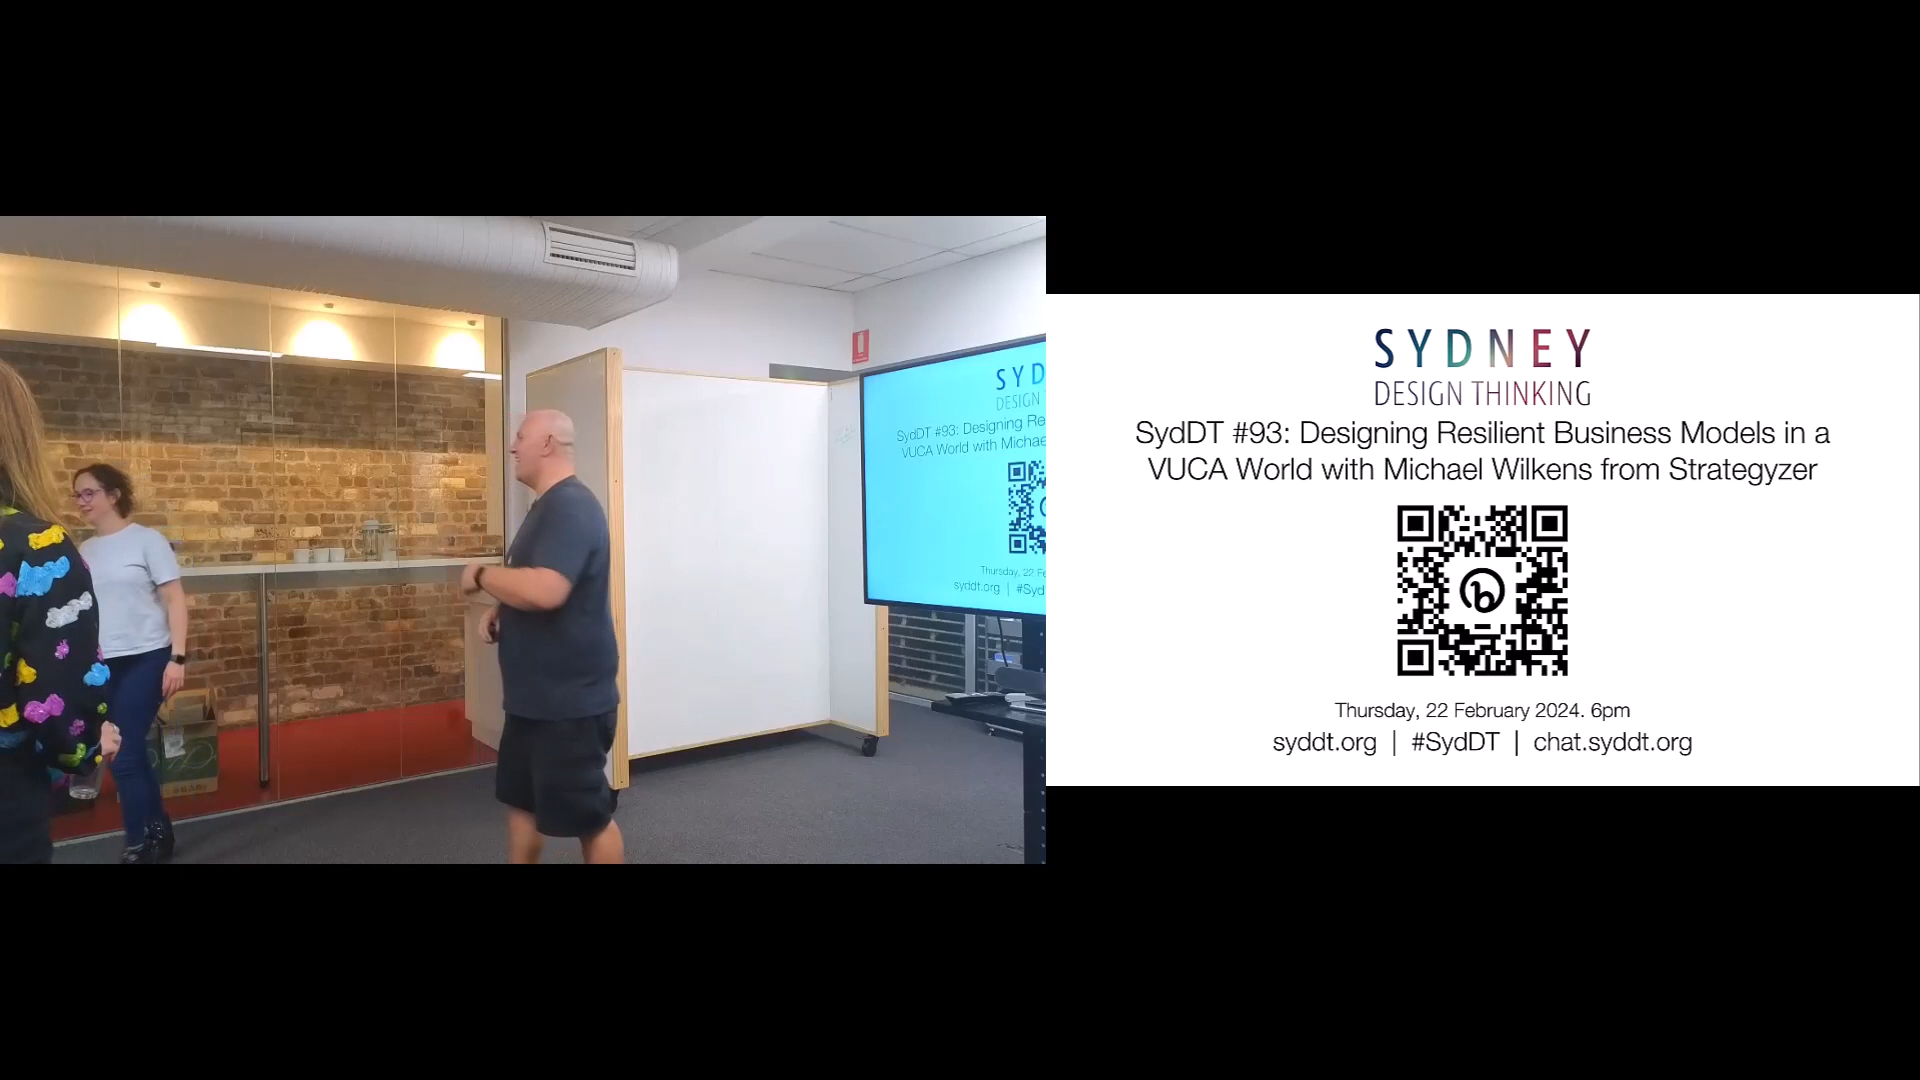 SYD
DESIGN
SydDT #93: Designing Re
VUCA World with Michae
Thursday, 22 Fe
syddt.org | #Syd
SYDNEY
DESIGN THINKING
SydDT #93: Designing Resilient Business Models in a
VUCA World with Michael Wilkens from Strategyzer
Thursday, 22 February 2024. 6pm
syddt.org | #SydDT | chat.syddt.org